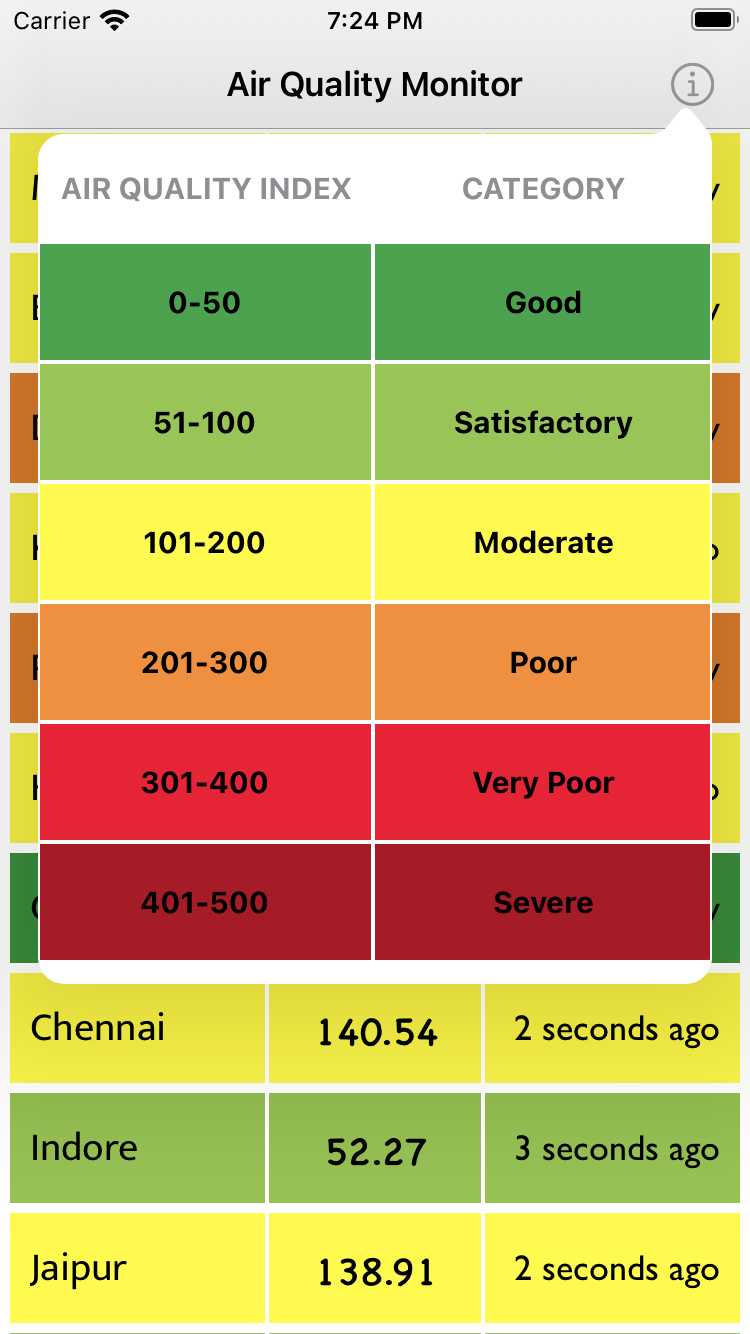 Carrier 7:24 PM
Air Quality Monitor
AIR QUALITY INDEX CATEGORY
0-50 Good
51-100 Satisfactory
101-200 Moderate
201-300 Poor
301-400 Very Poor
401-500 Severe
Chennai 140.54 2 seconds ago
Indore 52.27 3 seconds ago
Jaipur 138.91 2 seconds ago